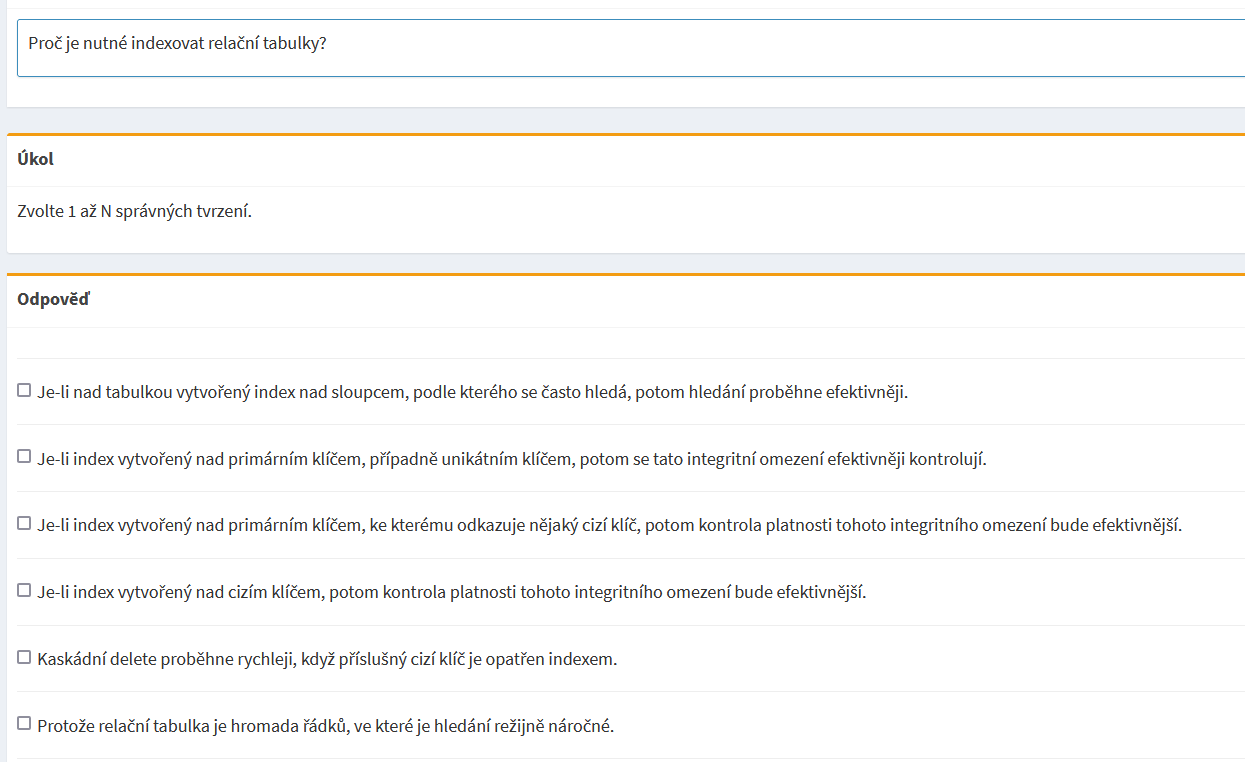 Proč je nutné indexovat relační tabulky?
Úkol
Zvolte 1 až N správných tvrzení.
Odpověď
Je-li nad tabulkou vytvořený index nad sloupcem, podle kterého se často hledá, potom hledání proběhne efektivněji.
Je-li index vytvořený nad primárním klíčem, případně unikátním klíčem, potom se tato integritní omezení efektivněji kontrolují.
Je-li index vytvořený nad primárním klíčem, ke kterému odkazuje nějaký cizí klíč, potom kontrola platnosti tohoto integritního omezení bude efektivnější.
Je-li index vytvořený nad cizím klíčem, potom kontrola platnosti tohoto integritního omezení bude efektivnější.
Kaskádní delete proběhne rychleji, když příslušný cizí klíč je opatřen indexem.
Protože relační tabulka je hromada řádků, ve které je hledání režijně náročné.